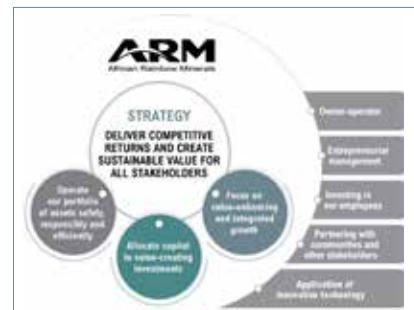 ARM
African Rainbow Minerals
STRATEGY
DELIVER COMPETITIVE
RETURNS AND CREATE
SUSTAINABLE VALUE FOR
ALL STAKEHOLDERS
Operate
our portfolio
of assets safely,
responsibly and
efficiently
Allocate capital
to value-creating
investments
Focus on
value-enhancing
and integrated
growth
Owner-operator
Entrepreneurial
management
Investing in
our employees
Partnering with
communities and
other stakeholders
Application of
innovative technology